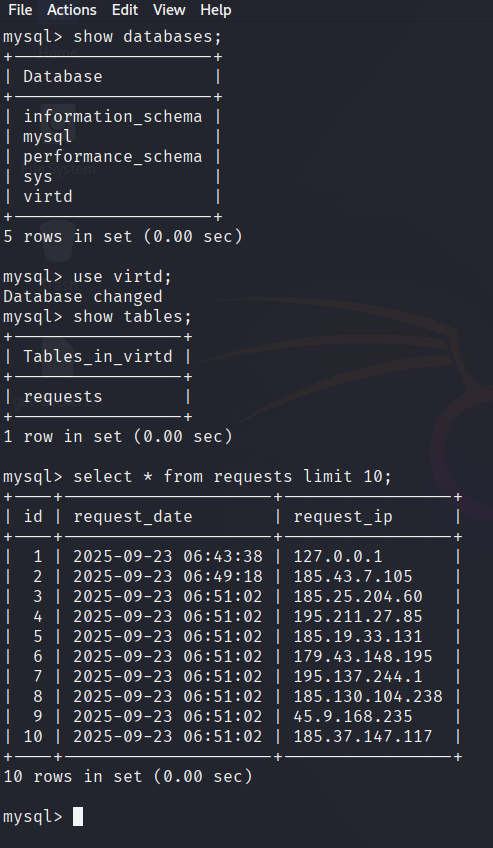 File Actions Edit View Help
mysql> show databases;
+--------------------+
| Database           |
+--------------------+
| information_schema |
| mysql              |
| performance_schema |
| sys                |
| virtd              |
+--------------------+
5 rows in set (0.00 sec)
mysql> use virtd;
Database changed
mysql> show tables;
+-----------------+
| Tables_in_virtd |
+-----------------+
| requests        |
+-----------------+
1 row in set (0.00 sec)
mysql> select * from requests limit 10;
+----+---------------------+-----------------+
| id | request_date        | request_ip      |
+----+---------------------+-----------------+
|  1 | 2025-09-23 06:43:38 | 127.0.0.1       |
|  2 | 2025-09-23 06:49:18 | 185.43.7.105    |
|  3 | 2025-09-23 06:51:02 | 185.25.204.60   |
|  4 | 2025-09-23 06:51:02 | 195.211.27.85   |
|  5 | 2025-09-23 06:51:02 | 185.19.33.131   |
|  6 | 2025-09-23 06:51:02 | 179.43.148.195  |
|  7 | 2025-09-23 06:51:02 | 195.137.244.1   |
|  8 | 2025-09-23 06:51:02 | 185.130.104.238 |
|  9 | 2025-09-23 06:51:02 | 45.9.168.235    |
| 10 | 2025-09-23 06:51:02 | 185.37.147.117  |
+----+---------------------+-----------------+
10 rows in set (0.00 sec)
mysql>